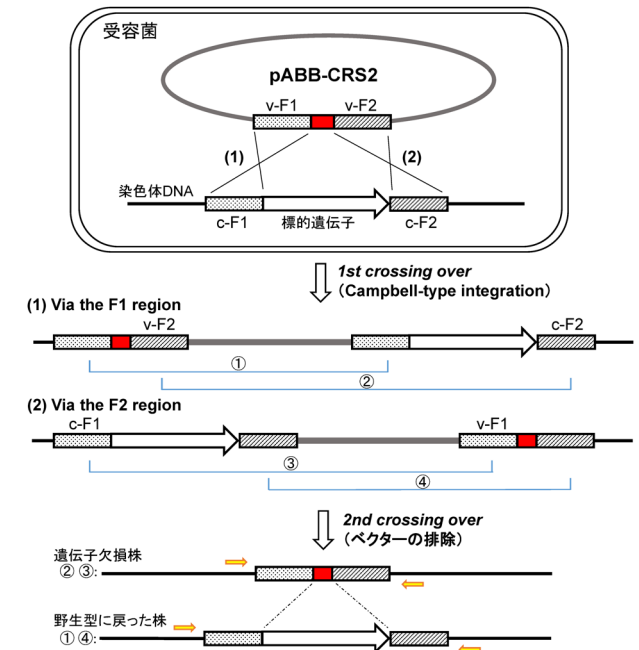 受容菌
pABB-CRS2
v-F1 v-F2
(1) (2)
染色体DNA
c-F1 標的遺伝子 c-F2
1st crossing over
（Campbell-type integration）
(1) Via the F1 region
v-F2 c-F2
①
②
(2) Via the F2 region
c-F1 v-F1
③
④
2nd crossing over
（ベクターの排除）
遺伝子欠損株
② ③:
野生型に戻った株
① ④: